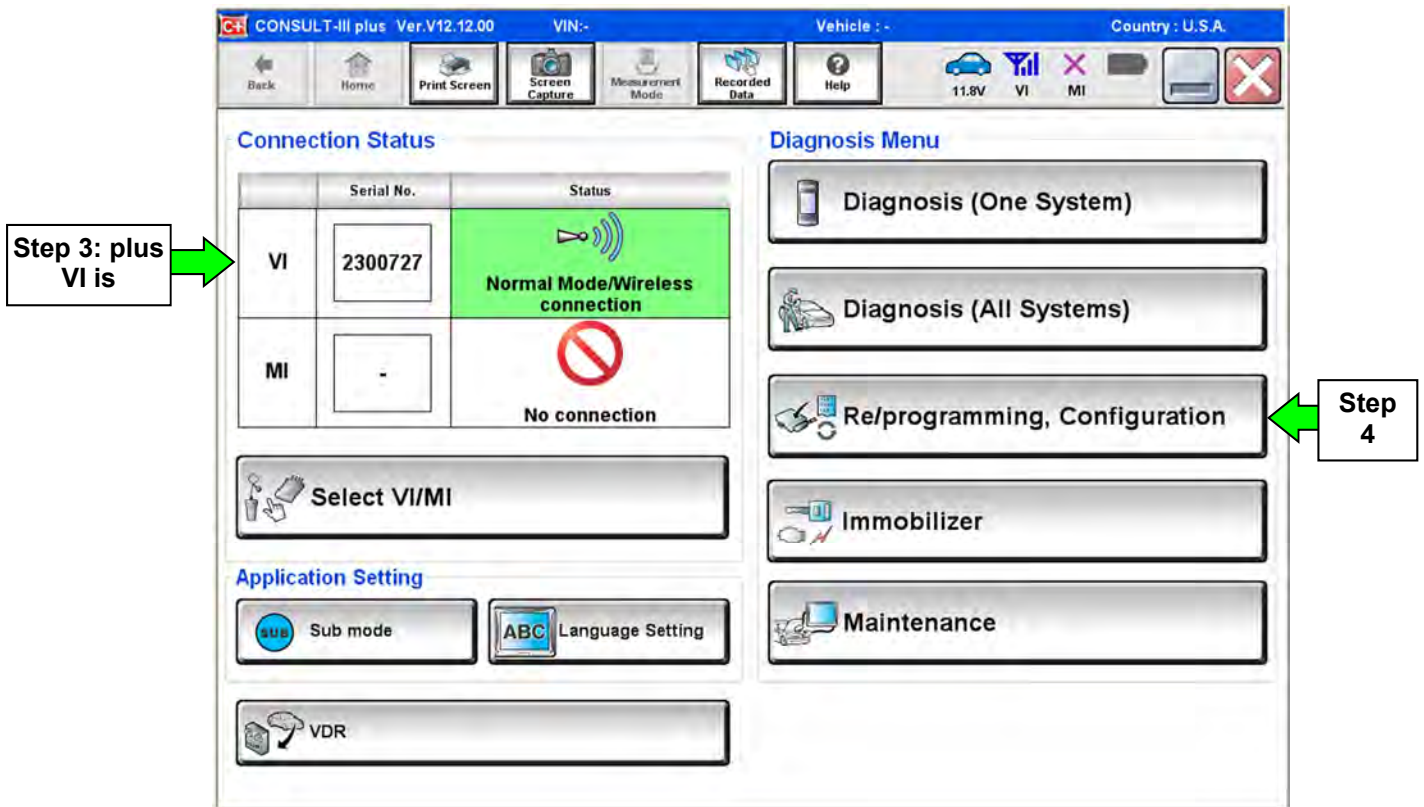 C+ CONSULT-III plus Ver.V12.12.00 VIN:- Vehicle : - Country : U.S.A.
Back Home Print Screen Screen Capture Measurement Mode Recorded Data Help 11.8V VI MI
Connection Status
Serial No. Status
VI 2300727 Normal Mode/Wireless
connection
MI - No connection
Select VI/MI
Application Setting
SUB Sub mode ABC Language Setting
VDR
Diagnosis Menu
Diagnosis (One System)
Diagnosis (All Systems)
Re/programming, Configuration
Immobilizer
Maintenance
Step 3: plus
VI is
Step
4